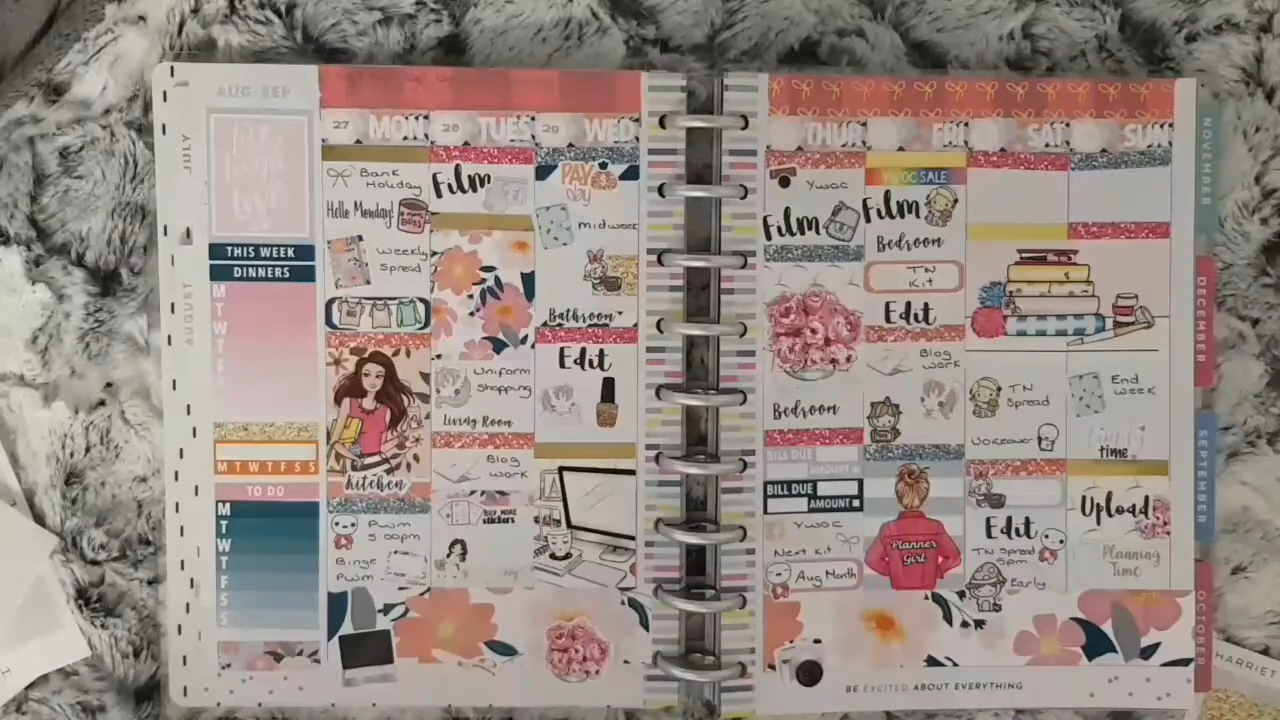 AUG/SEP
JULY
AUGUST
THIS WEEK
DINNERS
M
T
W
T
M T W T F S S
TO DO
M
T
W
T
F
S
S
27 MON
Bank
Holiday
Hello Monday!
Weekly
Spread
Kitchen
Pwm
5:00pm
Binge
Pwm
28 TUES
Film
Uniform
Shopping
Living Room
Blog
work
BUY MORE
stickers
29 WED
PAY
day
midweek
Bathroom
Edit
THUR
Ywoc
Film
Bedroom
BILL DUE
AMOUNT
BILL DUE
AMOUNT
Ywoc
Next Kit
Aug Month
FRI
YWOC SALE
Film
Bedroom
TN
Kit
Edit
Blog
work
Planner
Girl
SAT
TN
Spread
Voiceover
Edit
TN Spread
5pm
Early
SUN
End
week
family
time.
Upload
Planning
Time
BE EXCITED ABOUT EVERYTHING
NOVEMBER
DECEMBER
SEPTEMBER
OCTOBER
HARRIET